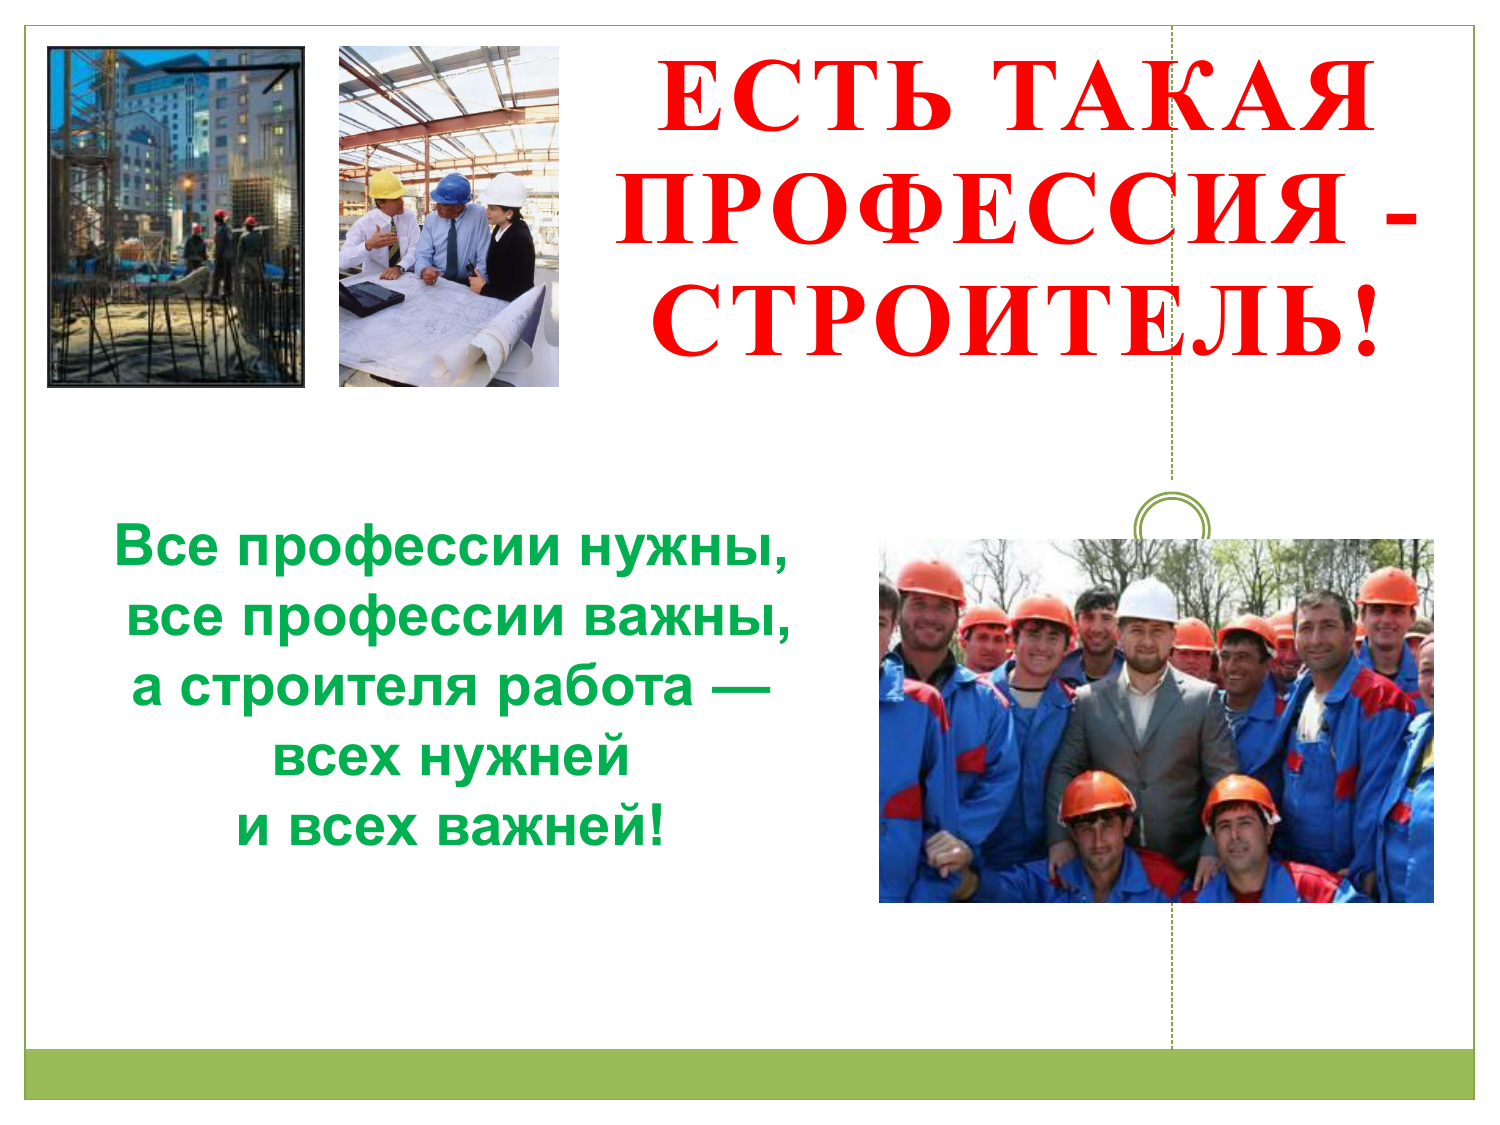 ЕСТЬ ТАКАЯ
ПРОФЕССИЯ -
СТРОИТЕЛЬ!
Все профессии нужны,
все профессии важны,
а строителя работа —
всех нужней
и всех важней!